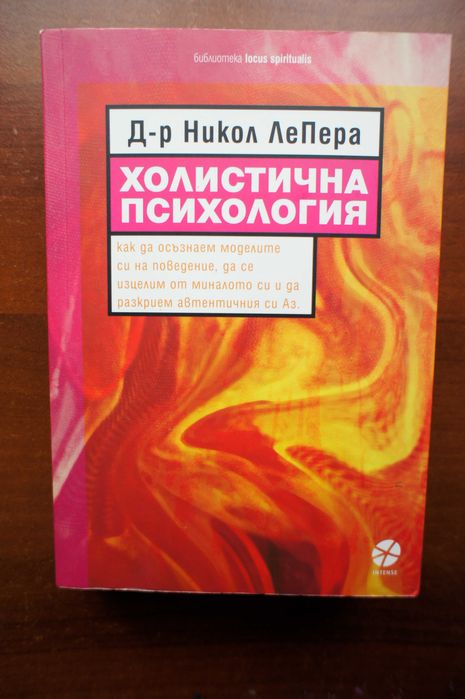 библиотека locus spiritualis
Д-р Никол ЛеПера
ХОЛИСТИЧНА
ПСИХОЛОГИЯ
как да осъзнаем моделите
си на поведение, да се
изцелим от миналото си и да
разкрием автентичния си Аз.
INTENSE